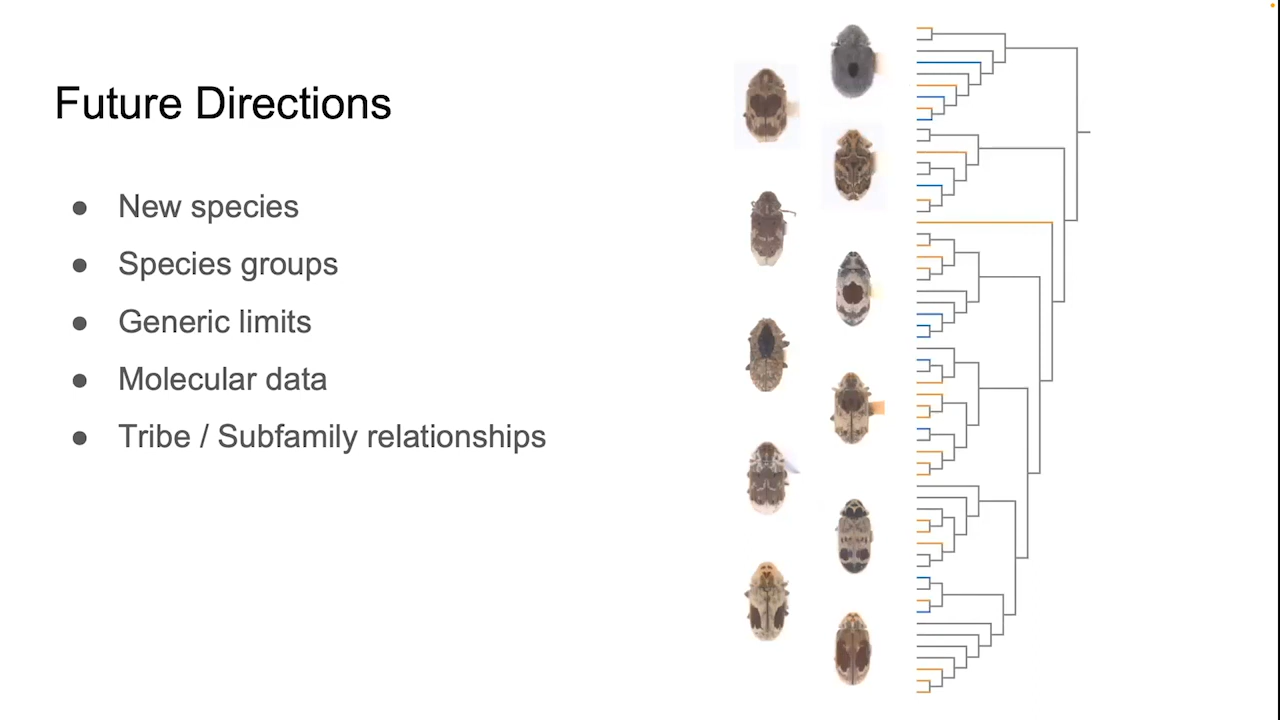 Future Directions
● New species
● Species groups
● Generic limits
● Molecular data
● Tribe / Subfamily relationships